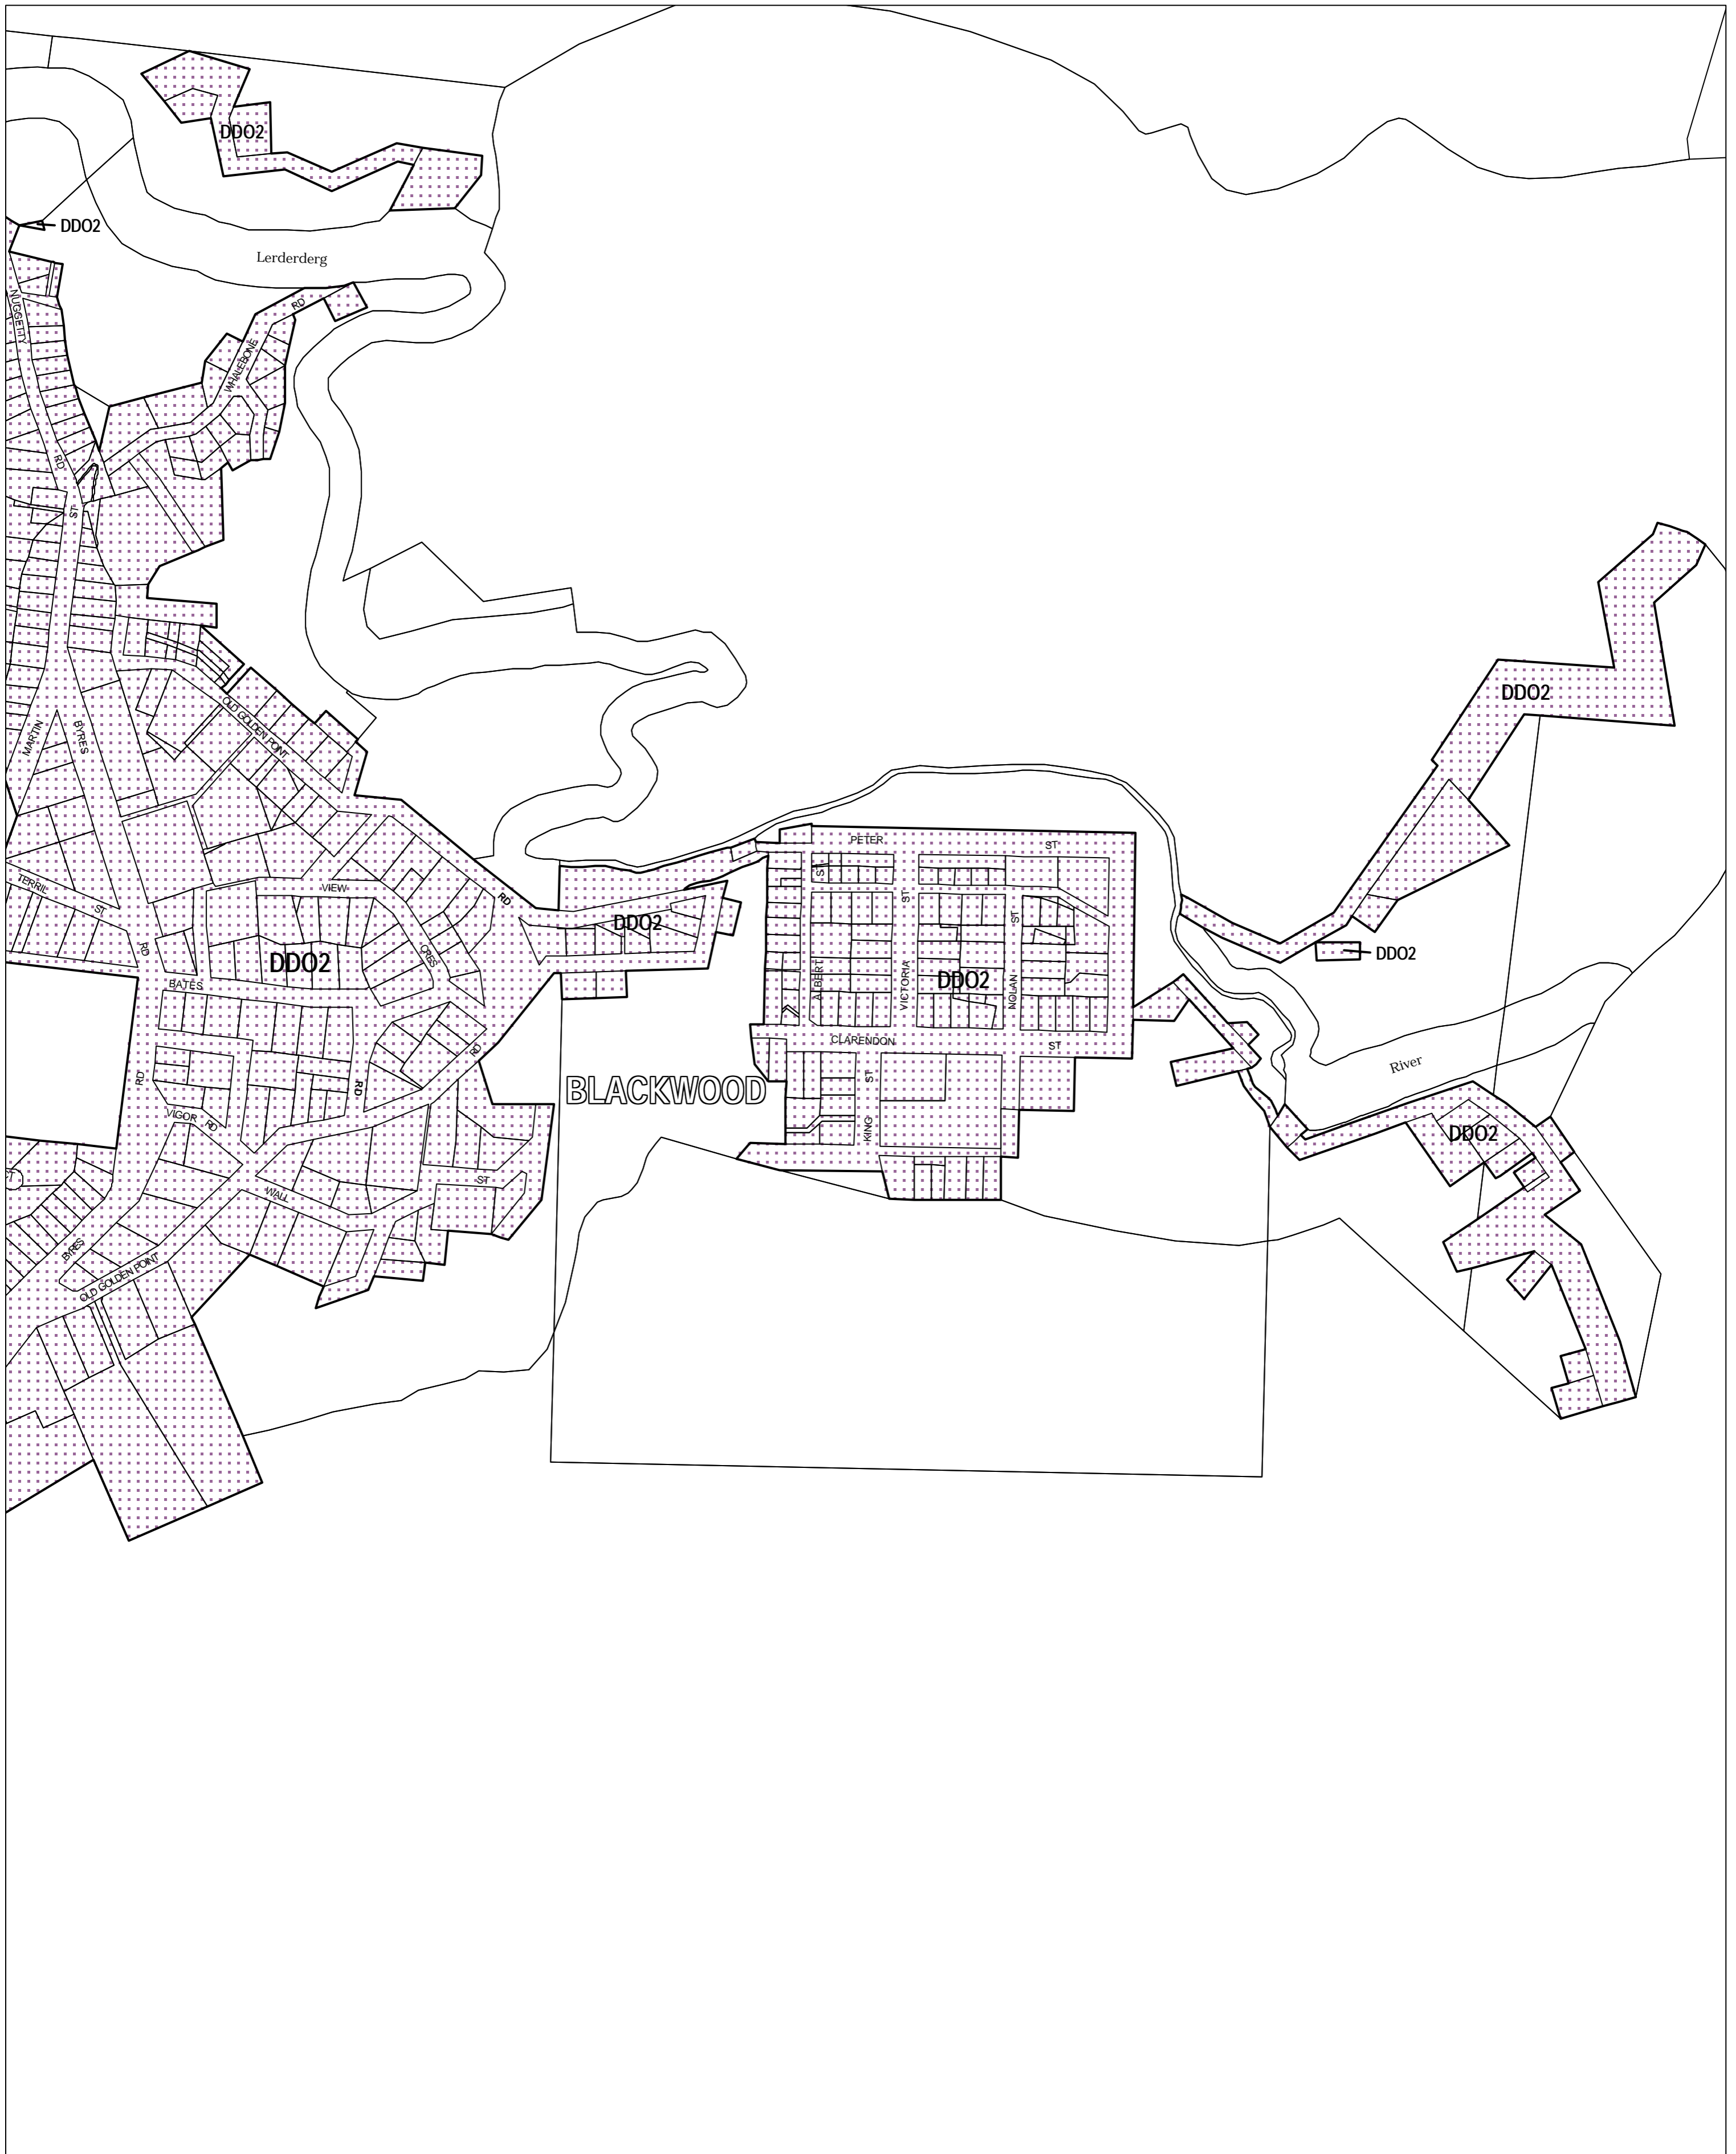 DDO2
DDO2
Lerderderg
NUGGETTY
RD
WHALEBONE
RD
ST
OLD GOLDEN POINT
RD
MARTIN
BYRES
RD
DDO2
PETER
ST
ST
ST
ST
TERRIL
ST
VIEW
CRES
DDO2
DDO2
DDO2
DDO2
ALBERT
VICTORIA
NOLAN
BATES
RD
CLARENDON
ST
River
RD
RD
BLACKWOOD
ST
KING
VIGOR
RD
DDO2
WALL
ST
BYRES
OLD GOLDEN POINT